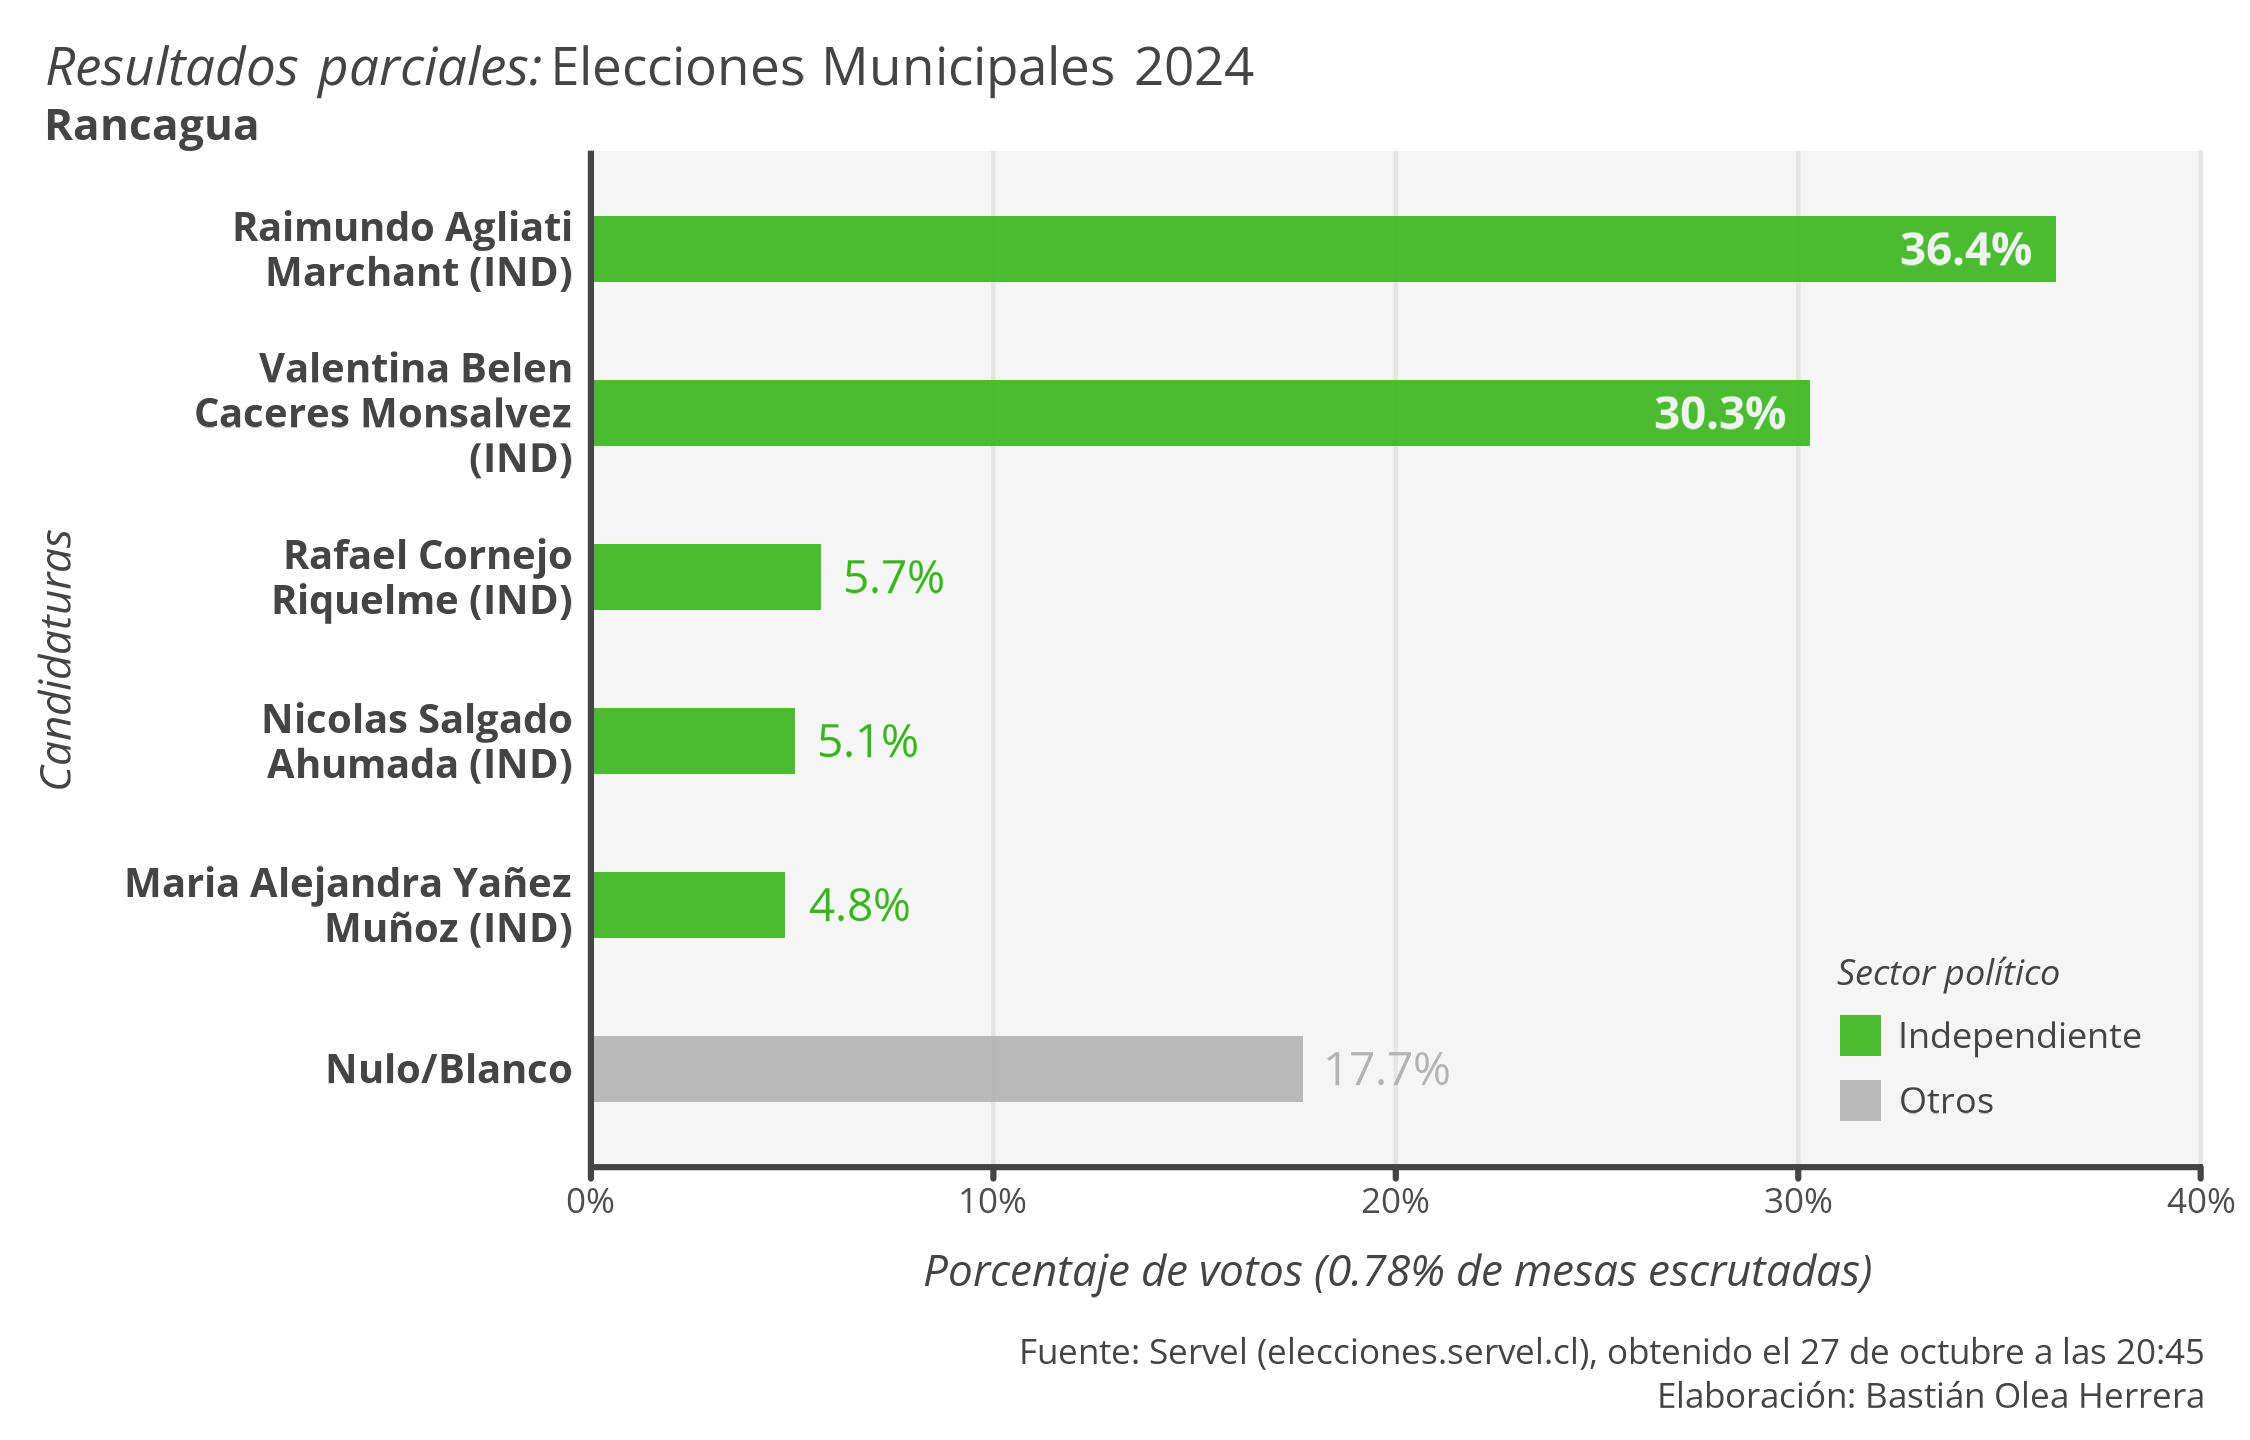 Resultados parciales: Elecciones Municipales 2024
Rancagua
Candidaturas
Raimundo Agliati
Marchant (IND)
36.4%
Valentina Belen
Caceres Monsalvez
(IND)
30.3%
Rafael Cornejo
Riquelme (IND)
5.7%
Nicolas Salgado
Ahumada (IND)
5.1%
Maria Alejandra Yañez
Muñoz (IND)
4.8%
Nulo/Blanco
17.7%
Sector político
Independiente
Otros
0% 10% 20% 30% 40%
Porcentaje de votos (0.78% de mesas escrutadas)
Fuente: Servel (elecciones.servel.cl), obtenido el 27 de octubre a las 20:45
Elaboración: Bastián Olea Herrera